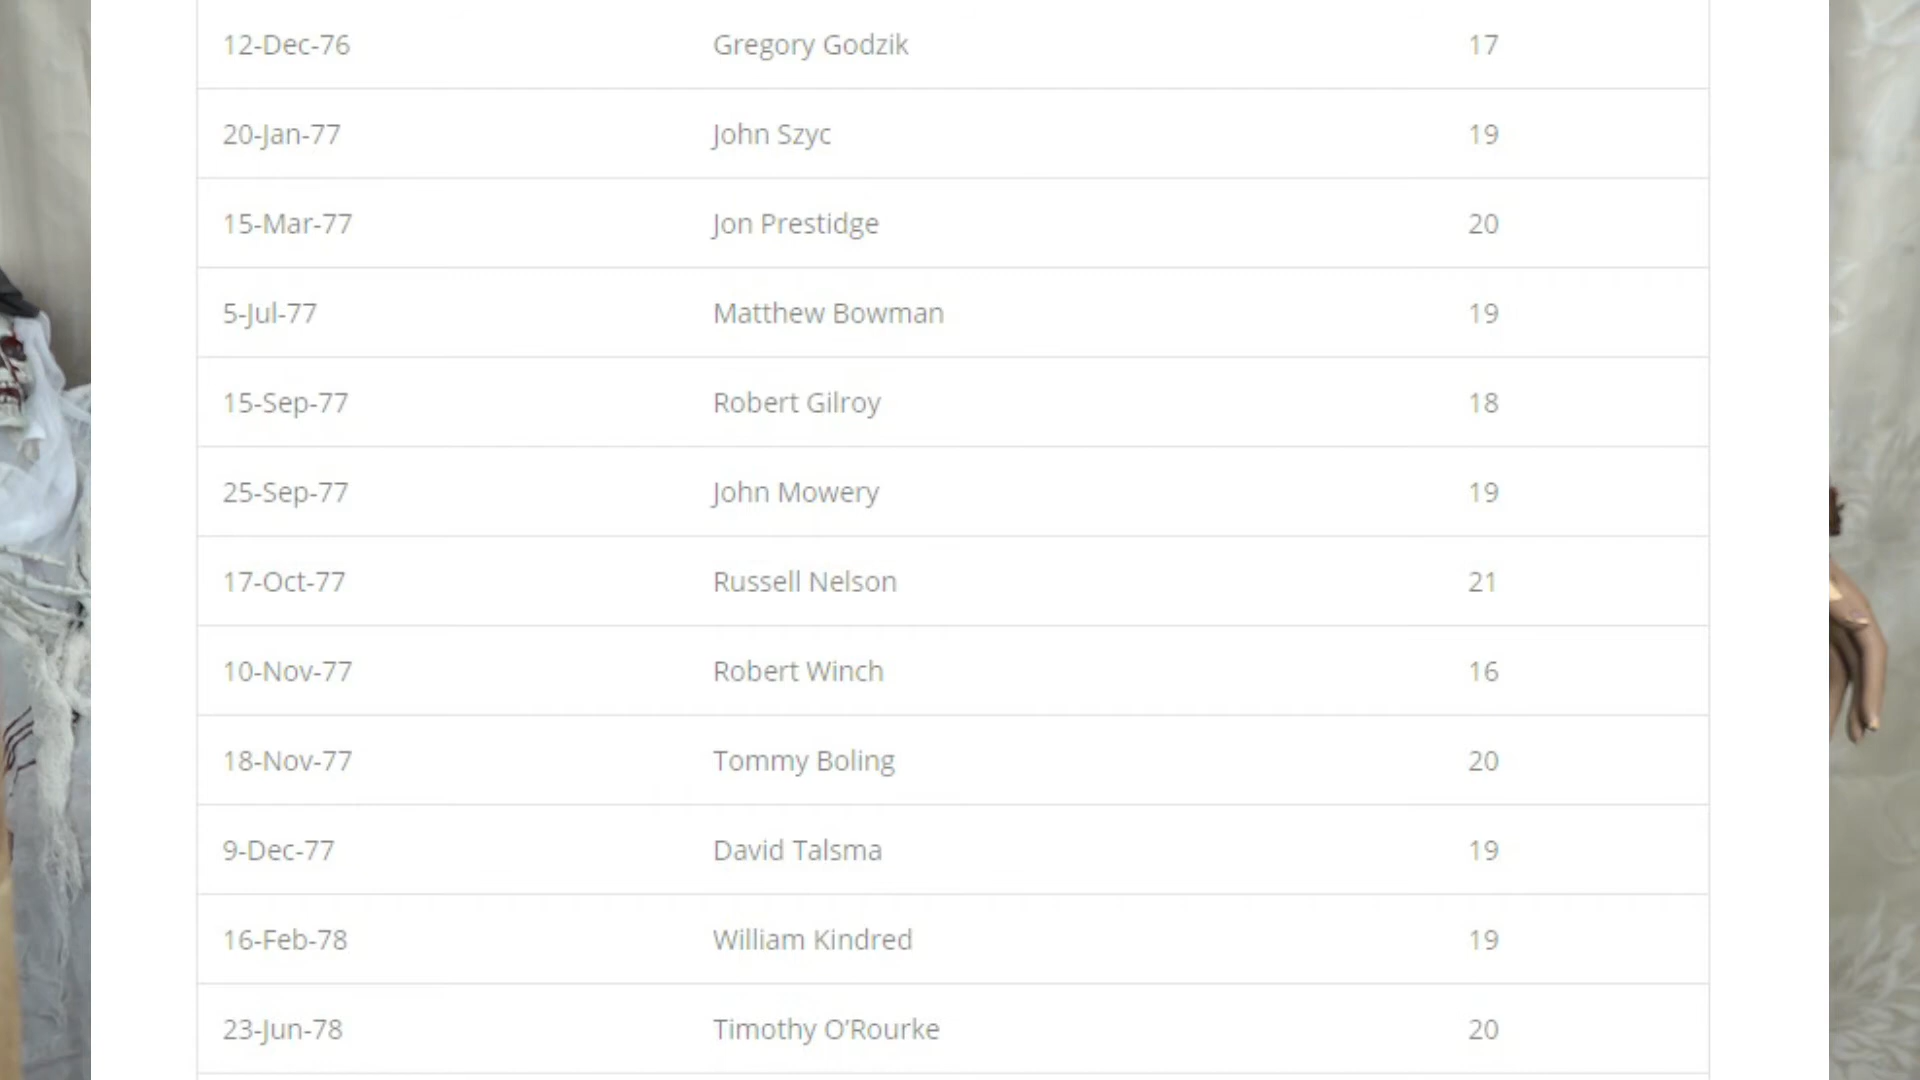 12-Dec-76 Gregory Godzik 17
20-Jan-77 John Szyc 19
15-Mar-77 Jon Prestidge 20
5-Jul-77 Matthew Bowman 19
15-Sep-77 Robert Gilroy 18
25-Sep-77 John Mowery 19
17-Oct-77 Russell Nelson 21
10-Nov-77 Robert Winch 16
18-Nov-77 Tommy Boling 20
9-Dec-77 David Talsma 19
16-Feb-78 William Kindred 19
23-Jun-78 Timothy O’Rourke 20